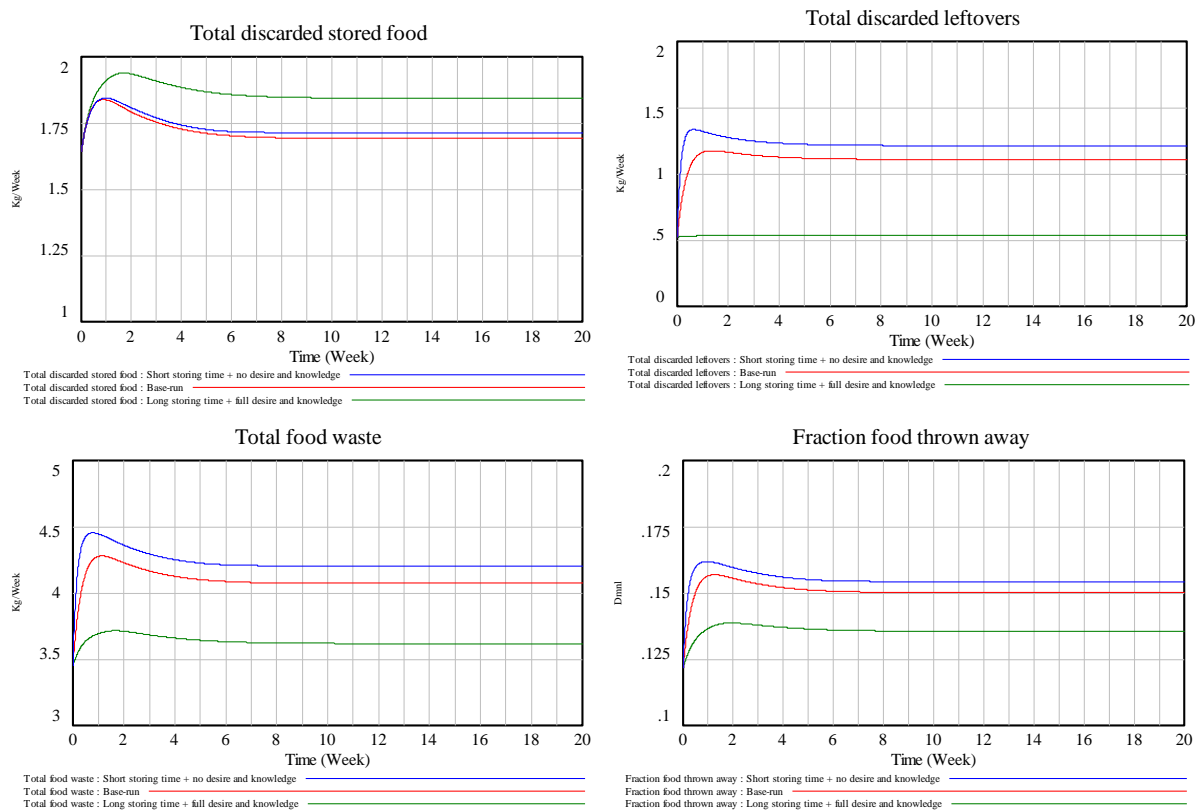 Total discarded stored food
2
1.75
1.5
1.25
1
Kg/Week
0 2 4 6 8 10 12 14 16 18 20
Time (Week)
Total discarded stored food : Short storing time + no desire and knowledge
Total discarded stored food : Base-run
Total discarded stored food : Long storing time + full desire and knowledge
Total discarded leftovers
2
1.5
1
.5
0
Kg/Week
0 2 4 6 8 10 12 14 16 18 20
Time (Week)
Total discarded leftovers : Short storing time + no desire and knowledge
Total discarded leftovers : Base-run
Total discarded leftovers : Long storing time + full desire and knowledge
Total food waste
5
4.5
4
3.5
3
Kg/Week
0 2 4 6 8 10 12 14 16 18 20
Time (Week)
Total food waste : Short storing time + no desire and knowledge
Total food waste : Base-run
Total food waste : Long storing time + full desire and knowledge
Fraction food thrown away
.2
.175
.15
.125
.1
Dmnl
0 2 4 6 8 10 12 14 16 18 20
Time (Week)
Fraction food thrown away : Short storing time + no desire and knowledge
Fraction food thrown away : Base-run
Fraction food thrown away : Long storing time + full desire and knowledge